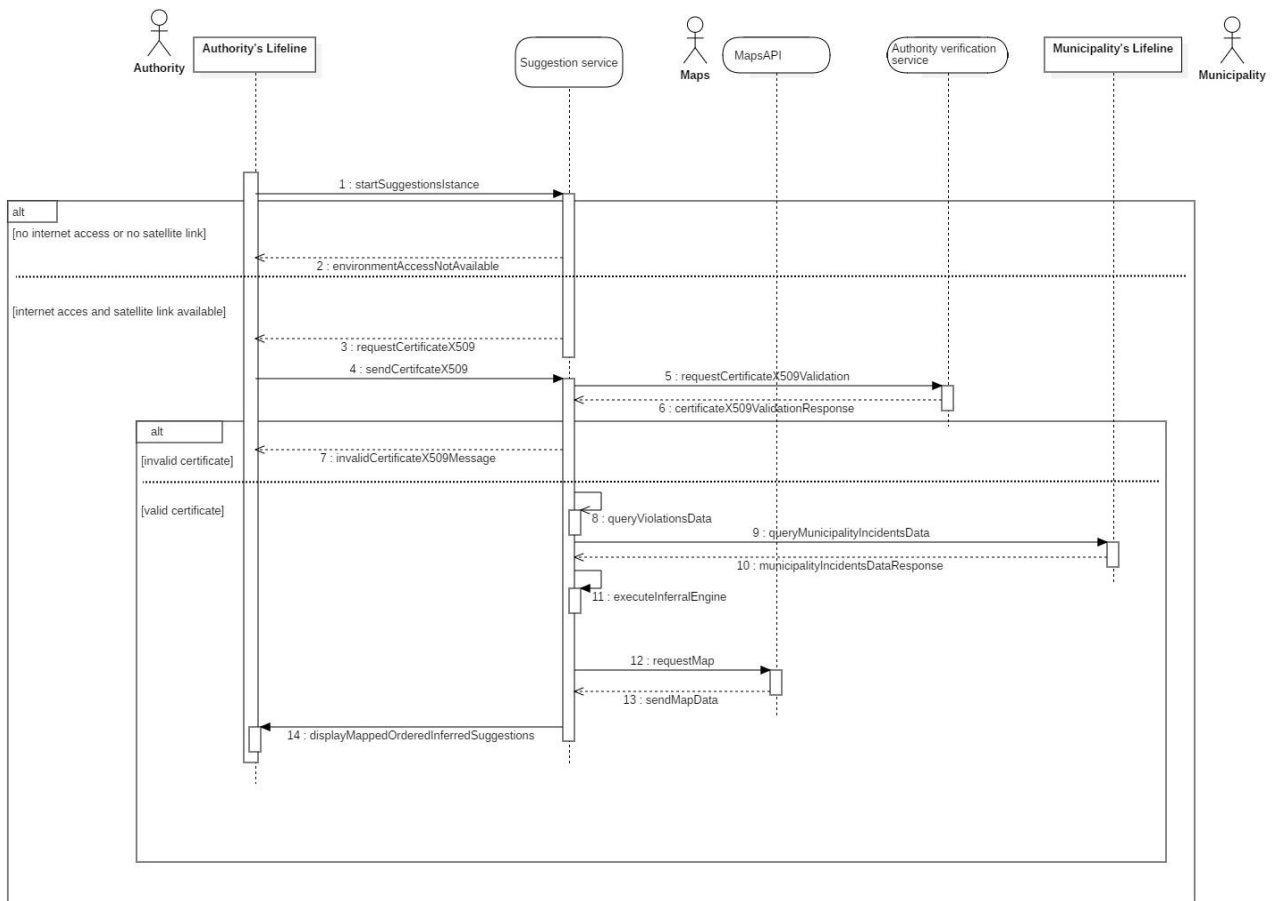 Authority
Authority's Lifeline
Suggestion service
Maps
MapsAPI
Authority verification
service
Municipality's Lifeline
Municipality
1 : startSuggestionsIstance
alt
[no internet access or no satellite link]
2 : environmentAccessNotAvailable
[internet acces and satellite link available]
3 : requestCertificateX509
4 : sendCertifcateX509
5 : requestCertificateX509Validation
6 : certificateX509ValidationResponse
alt
7 : invalidCertificateX509Message
[invalid certificate]
[valid certificate]
8 : queryViolationsData
9 : queryMunicipalityIncidentsData
10 : municipalityIncidentsDataResponse
11 : executeInferralEngine
12 : requestMap
13 : sendMapData
14 : displayMappedOrderedInferredSuggestions